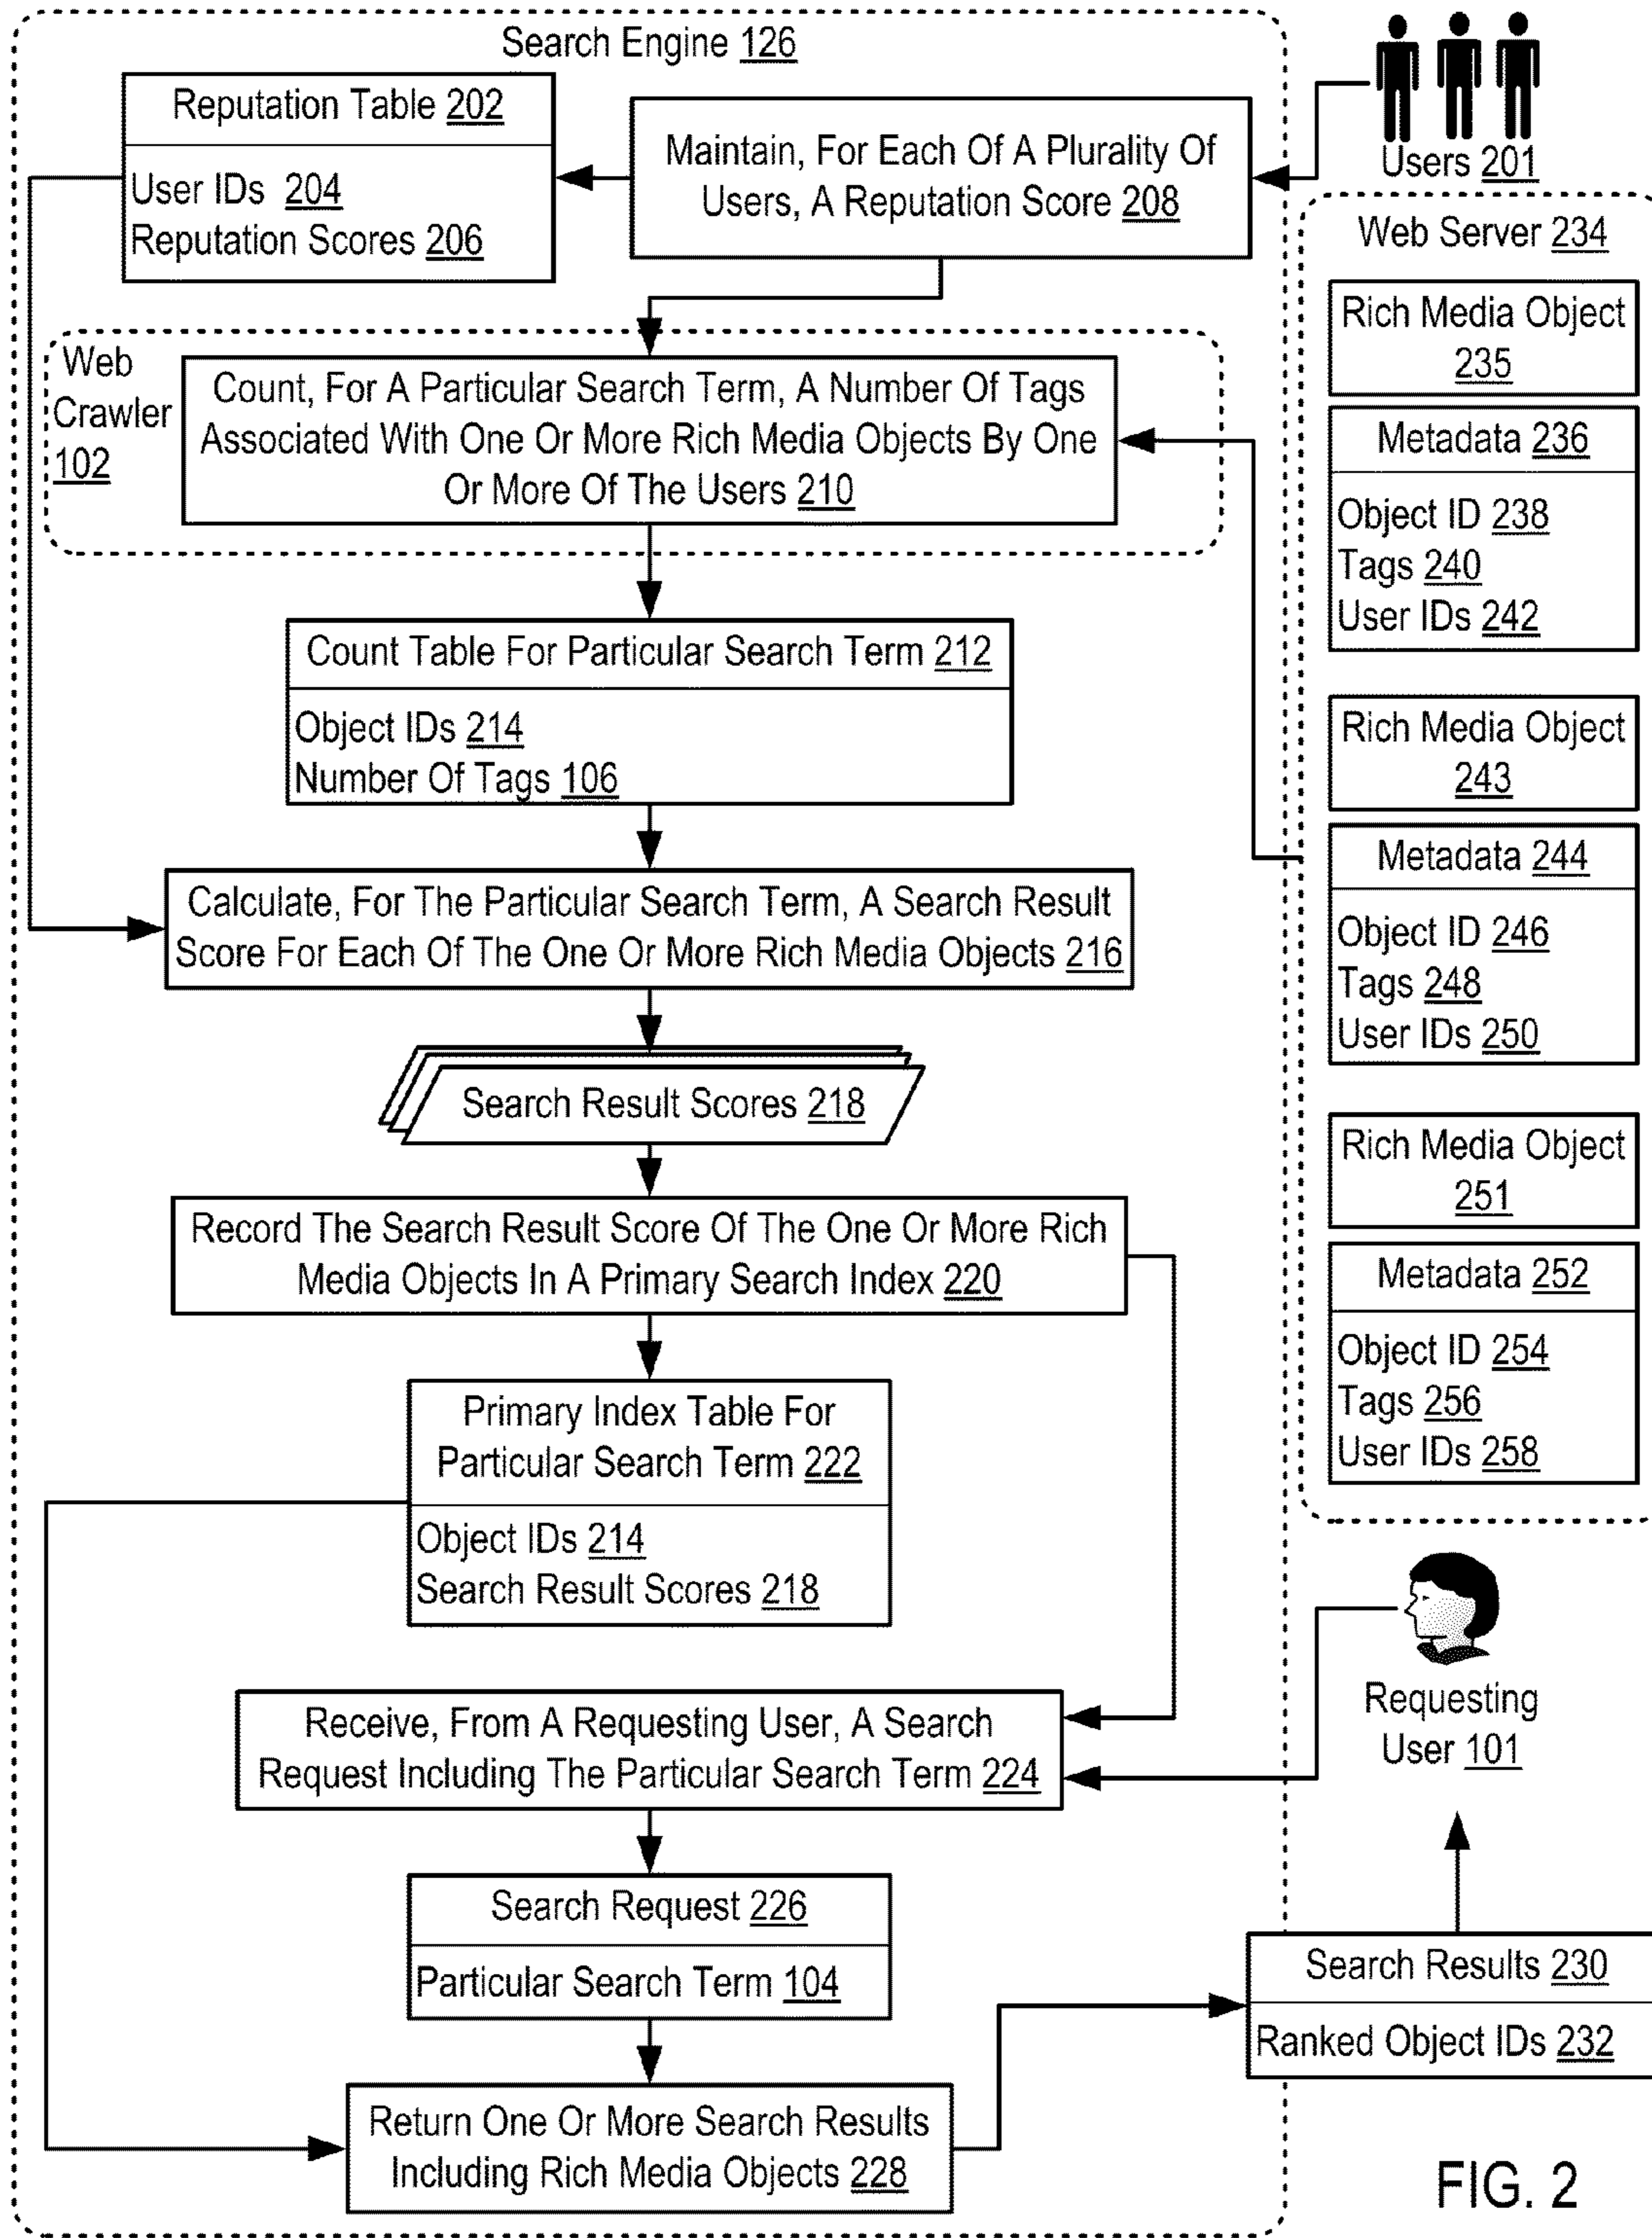 Search Engine 126
Reputation Table 202
User IDs 204
Reputation Scores 206
Maintain, For Each Of A Plurality Of
Users, A Reputation Score 208
Users 201
Web
Crawler
102
Count, For A Particular Search Term, A Number Of Tags
Associated With One Or More Rich Media Objects By One
Or More Of The Users 210
Count Table For Particular Search Term 212
Object IDs 214
Number Of Tags 106
Calculate, For The Particular Search Term, A Search Result
Score For Each Of The One Or More Rich Media Objects 216
Search Result Scores 218
Record The Search Result Score Of The One Or More Rich
Media Objects In A Primary Search Index 220
Primary Index Table For
Particular Search Term 222
Object IDs 214
Search Result Scores 218
Receive, From A Requesting User, A Search
Request Including The Particular Search Term 224
Search Request 226
Particular Search Term 104
Return One Or More Search Results
Including Rich Media Objects 228
Web Server 234
Rich Media Object
235
Metadata 236
Object ID 238
Tags 240
User IDs 242
Rich Media Object
243
Metadata 244
Object ID 246
Tags 248
User IDs 250
Rich Media Object
251
Metadata 252
Object ID 254
Tags 256
User IDs 258
Requesting
User 101
Search Results 230
Ranked Object IDs 232
FIG. 2